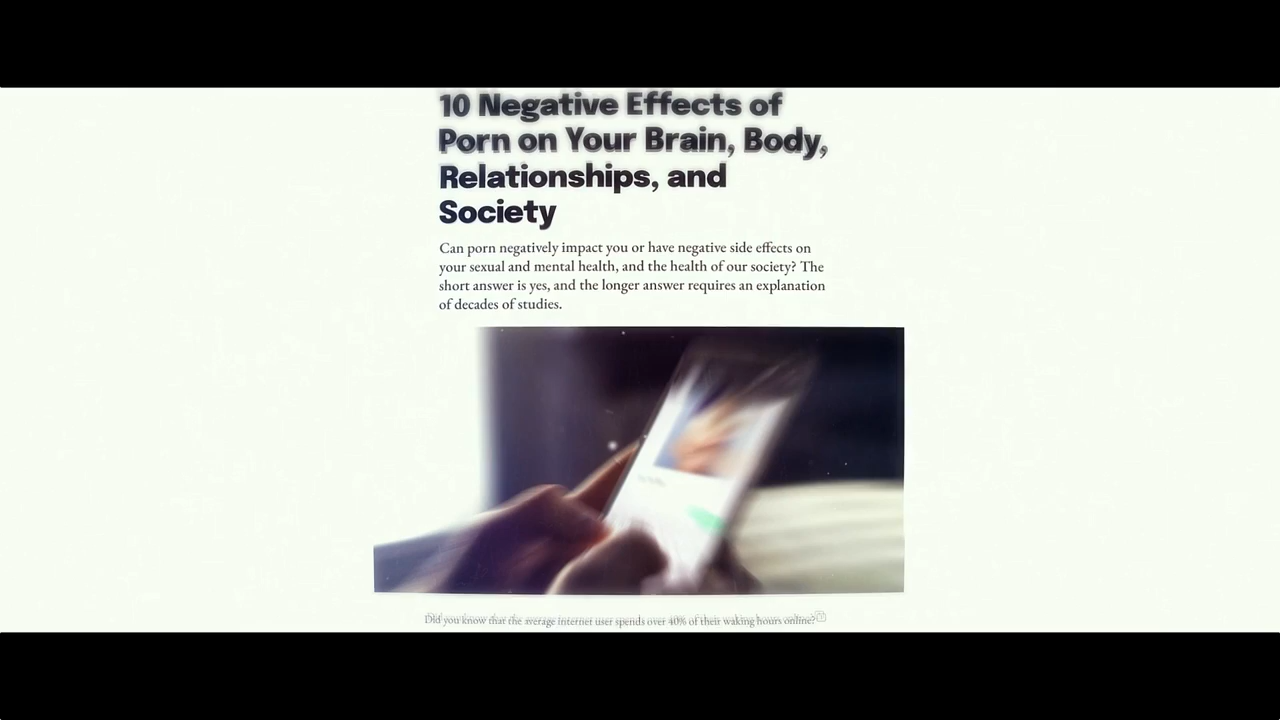 10 Negative Effects of
Porn on Your Brain, Body,
Relationships, and
Society
Can porn negatively impact you or have negative side effects on
your sexual and mental health, and the health of our society? The
short answer is yes, and the longer answer requires an explanation
of decades of studies.
Did you know that the average internet user spends over 40% of their waking hours online?